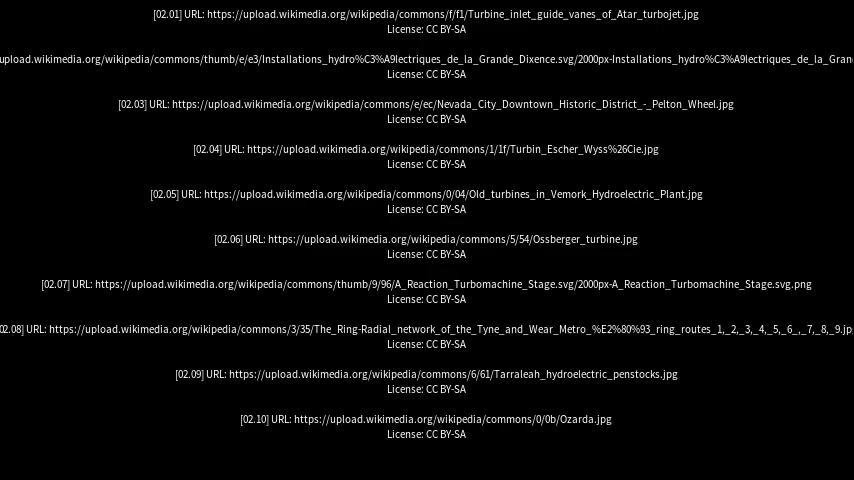 [02.01] URL: https://upload.wikimedia.org/wikipedia/commons/f/f1/Turbine_inlet_guide_vanes_of_Atar_turbojet.jpg
License: CC BY-SA
upload.wikimedia.org/wikipedia/commons/thumb/e/e3/Installations_hydro%C3%A9lectriques_de_la_Grande_Dixence.svg/2000px-Installations_hydro%C3%A9lectriques_de_la_Gran
License: CC BY-SA
[02.03] URL: https://upload.wikimedia.org/wikipedia/commons/e/ec/Nevada_City_Downtown_Historic_District_-_Pelton_Wheel.jpg
License: CC BY-SA
[02.04] URL: https://upload.wikimedia.org/wikipedia/commons/1/1f/Turbin_Escher_Wyss%26Cie.jpg
License: CC BY-SA
[02.05] URL: https://upload.wikimedia.org/wikipedia/commons/0/04/Old_turbines_in_Vemork_Hydroelectric_Plant.jpg
License: CC BY-SA
[02.06] URL: https://upload.wikimedia.org/wikipedia/commons/5/54/Ossberger_turbine.jpg
License: CC BY-SA
[02.07] URL: https://upload.wikimedia.org/wikipedia/commons/thumb/9/96/A_Reaction_Turbomachine_Stage.svg/2000px-A_Reaction_Turbomachine_Stage.svg.png
License: CC BY-SA
02.08] URL: https://upload.wikimedia.org/wikipedia/commons/3/35/The_Ring-Radial_network_of_the_Tyne_and_Wear_Metro_%E2%80%93_ring_routes_1,_2,_3,_4,_5,_6_,_7,_8,_9.jp
License: CC BY-SA
[02.09] URL: https://upload.wikimedia.org/wikipedia/commons/6/61/Tarraleah_hydroelectric_penstocks.jpg
License: CC BY-SA
[02.10] URL: https://upload.wikimedia.org/wikipedia/commons/0/0b/Ozarda.jpg
License: CC BY-SA